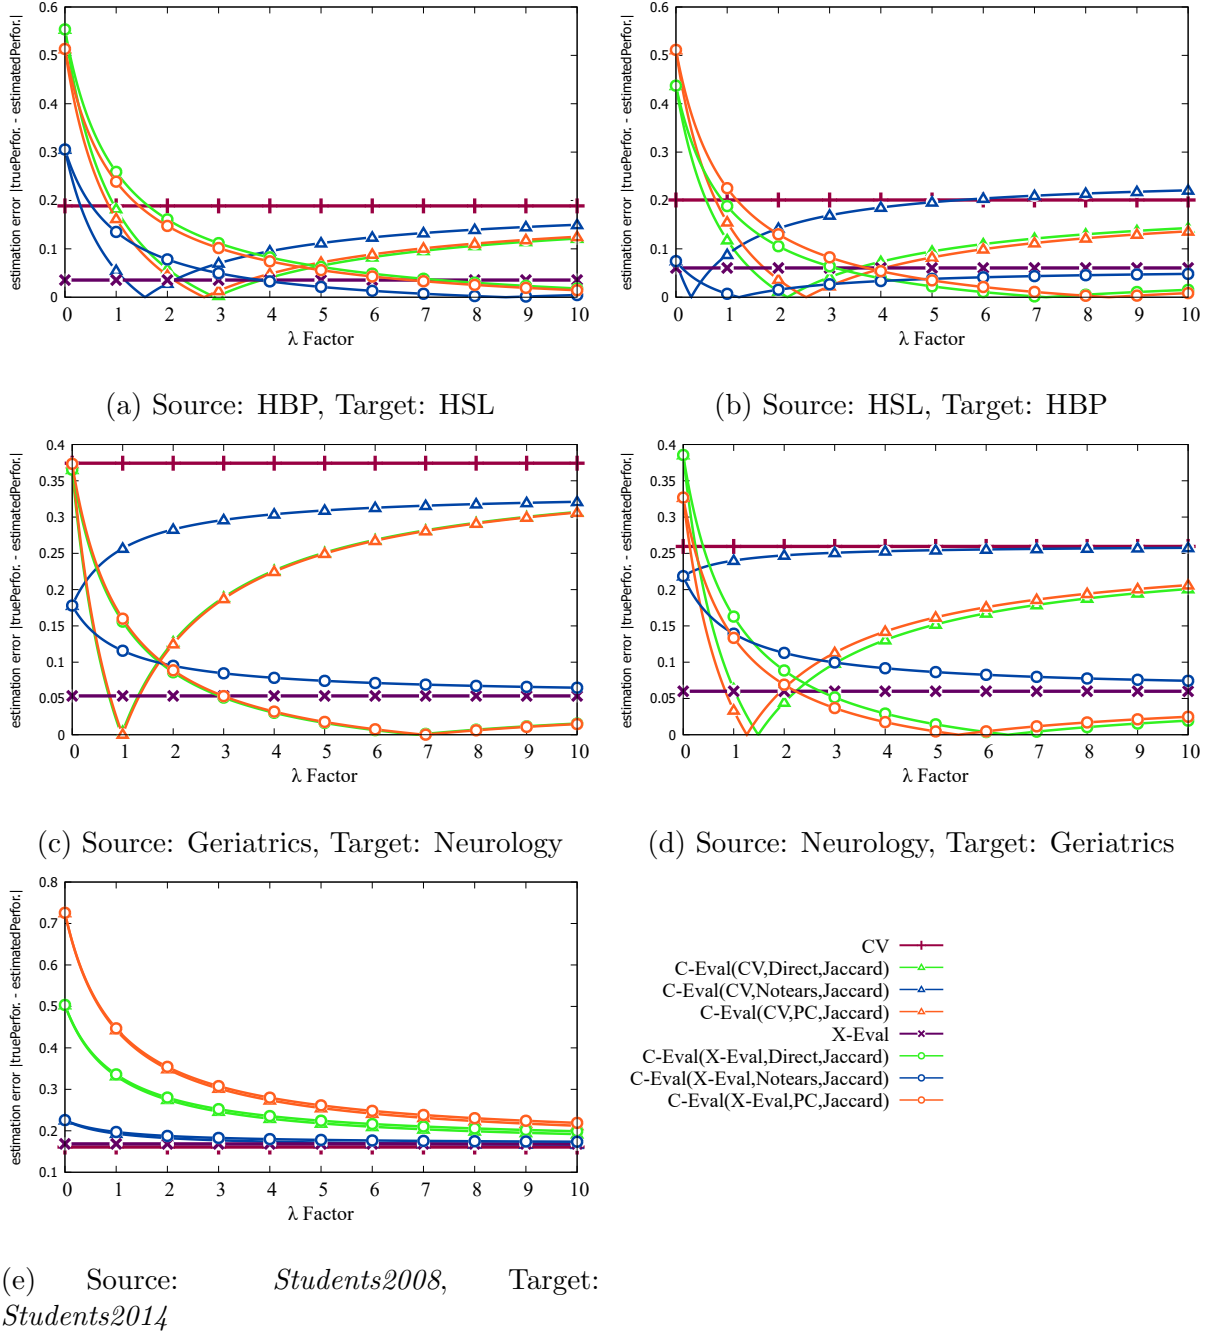 estimation error |truePerfor. - estimatedPerfor.|
0.6
0.5
0.4
0.3
0.2
0.1
0
0 1 2 3 4 5 6 7 8 9 10
λ Factor
(a) Source: HBP, Target: HSL
estimation error |truePerfor. - estimatedPerfor.|
0.6
0.5
0.4
0.3
0.2
0.1
0
0 1 2 3 4 5 6 7 8 9 10
λ Factor
(b) Source: HSL, Target: HBP
estimation error |truePerfor. - estimatedPerfor.|
0.4
0.35
0.3
0.25
0.2
0.15
0.1
0.05
0
0 1 2 3 4 5 6 7 8 9 10
λ Factor
(c) Source: Geriatrics, Target: Neurology
estimation error |truePerfor. - estimatedPerfor.|
0.4
0.35
0.3
0.25
0.2
0.15
0.1
0.05
0
0 1 2 3 4 5 6 7 8 9 10
λ Factor
(d) Source: Neurology, Target: Geriatrics
estimation error |truePerfor. - estimatedPerfor.|
0.8
0.7
0.6
0.5
0.4
0.3
0.2
0.1
0 1 2 3 4 5 6 7 8 9 10
λ Factor
(e) Source: Students2008, Target:
Students2014
CV
C-Eval(CV,Direct,Jaccard)
C-Eval(CV,Notears,Jaccard)
C-Eval(CV,PC,Jaccard)
X-Eval
C-Eval(X-Eval,Direct,Jaccard)
C-Eval(X-Eval,Notears,Jaccard)
C-Eval(X-Eval,PC,Jaccard)